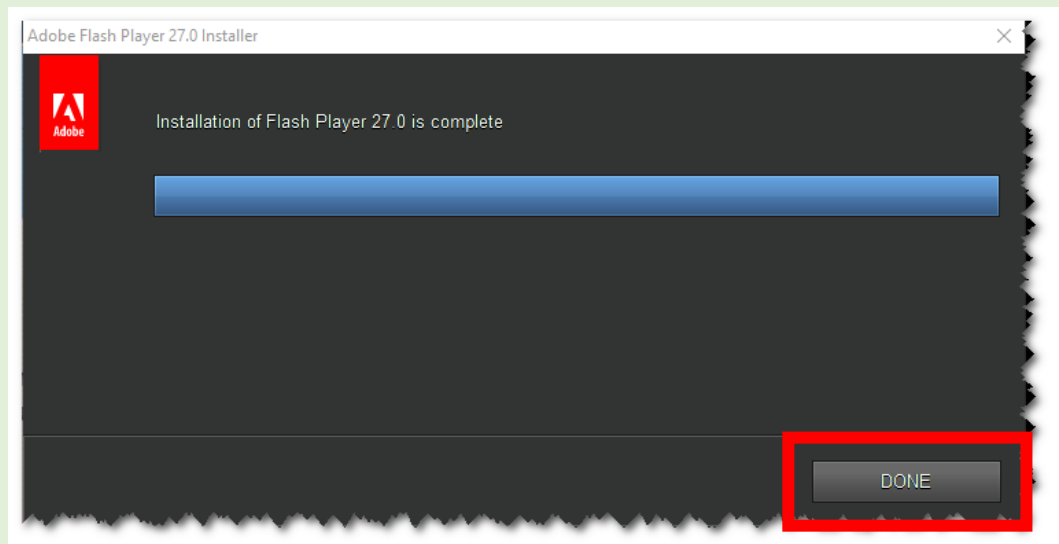 Adobe Flash Player 27.0 Installer
Adobe
Installation of Flash Player 27.0 is complete
DONE